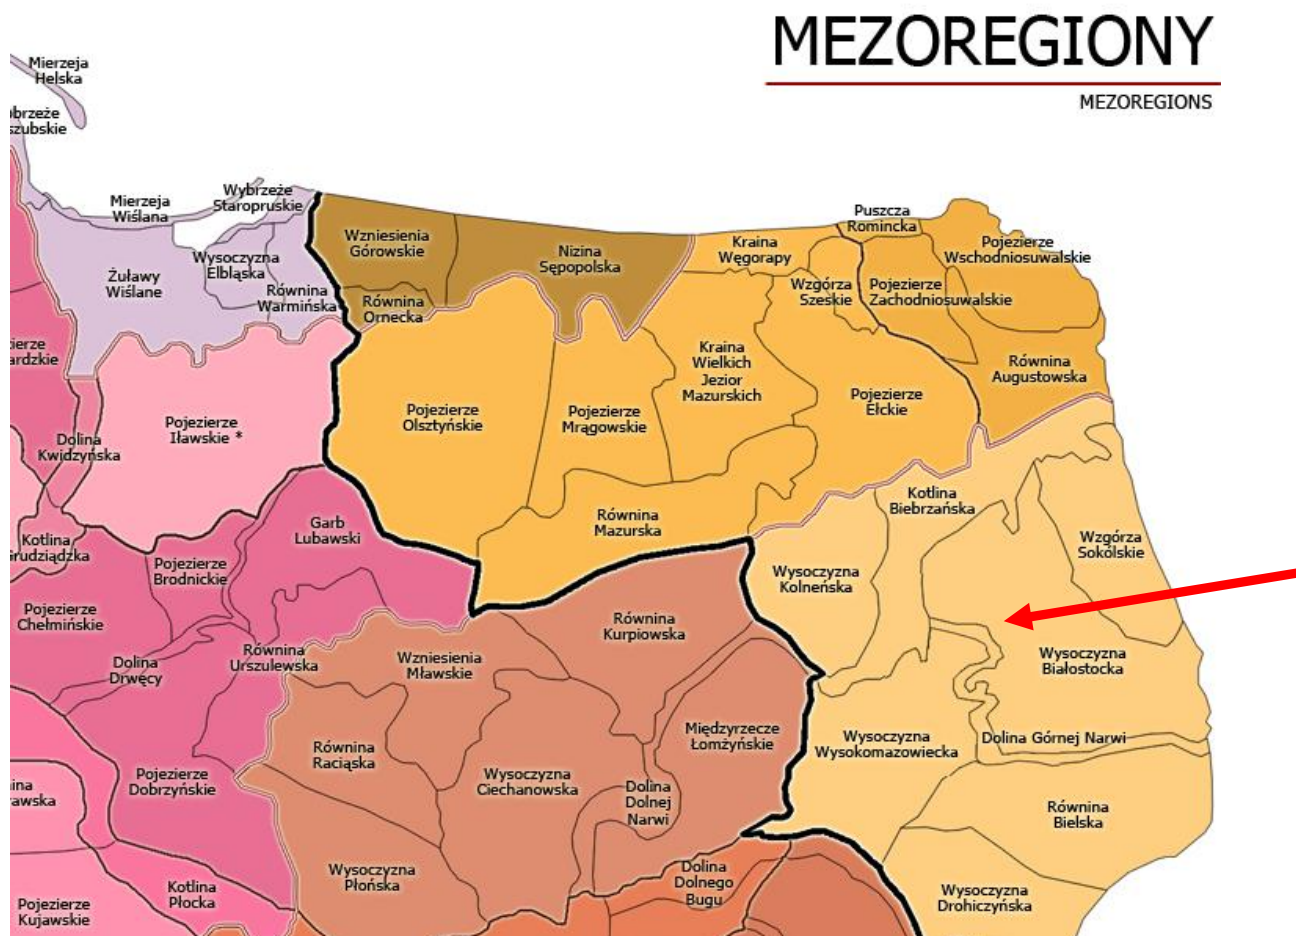 MEZOREGIONY
MEZOREGIONS
Mierzeja
Helska
Mierzeja
Wiślana
Wybrzeże
Staropruskie
Wysoczyzna
Elbląska
Żuławy
Wiślane
Równina
Warmińska
Wzniesienia
Górowskie
Równina
Ornecka
Nizina
Sępopolska
Kraina
Węgorapy
Puszcza
Romincka
Pojezierze
Wschodniosuwalskie
Wzgórza
Szeskie
Pojezierze
Zachodniosuwalskie
Równina
Augustowska
Kraina
Wielkich
Jezior
Mazurskich
Pojezierze
Ełckie
Pojezierze
Olsztyńskie
Pojezierze
Mrągowskie
Pojezierze
Iławskie *
Dolina
Kwidzyńska
Równina
Mazurska
Kotlina
Biebrzańska
Wzgórza
Sokólskie
Garb
Lubawski
Kotlina
Pojezierze
Brodnickie
Wysoczyzna
Kolneńska
Pojezierze
Chełmińskie
Równina
Kurpiowska
Dolina
Drwęcy
Równina
Urszulewska
Wzniesienia
Mławskie
Wysoczyzna
Białostocka
Międzyrzecze
Łomżyńskie
Wysoczyzna
Wysokomazowiecka
Dolina Górnej Narwi
Równina
Raciąska
Pojezierze
Dobrzyńskie
Wysoczyzna
Ciechanowska
Dolina
Dolnej
Narwi
Równina
Bielska
Wysoczyzna
Płońska
Kotlina
Płocka
Dolina
Dolnego
Bugu
Wysoczyzna
Drohiczyńska
Pojezierze
Kujawskie